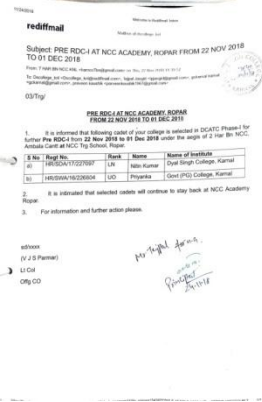 rediffmail
Subject: PRE RDC-I AT NCC ACADEMY, ROPAR FROM 22 NOV 2018
TO 01 DEC 2018
03/Trg/
PRE RDC-I AT NCC ACADEMY, ROPAR
FROM 22 NOV 2018 TO 01 DEC 2018
1. It is informed that following cadet of your college is selected in DCATC Phase-I for
further Pre RDC-I from 22 Nov 2018 to 01 Dec 2018 under the aegis of 2 Har Bn NCC,
Ambala Cantt at NCC Trg School, Ropar.
S No Regt No. Rank Name Name of Institute
a) HR/SDA/17/227097 LN Nitin Kumar Dyal Singh College, Karnal
b) HR/SWA/16/226934 UO Priyanka Govt (PG) College, Karnal
2. It is intimated that selected cadets will continue to stay back at NCC Academy
Ropar.
3. For information and further action please.
sd/xxxx
(V J S Parmar)
Lt Col
Offg CO
Principal